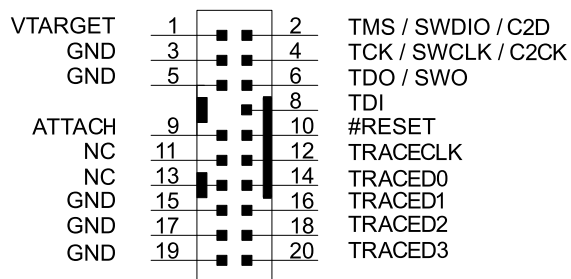 VTARGET 1 2 TMS / SWDIO / C2D
GND 3 4 TCK / SWCLK / C2CK
GND 5 6 TDO / SWO
8 TDI
ATTACH 9 10 #RESET
NC 11 12 TRACECLK
NC 13 14 TRACED0
GND 15 16 TRACED1
GND 17 18 TRACED2
GND 19 20 TRACED3